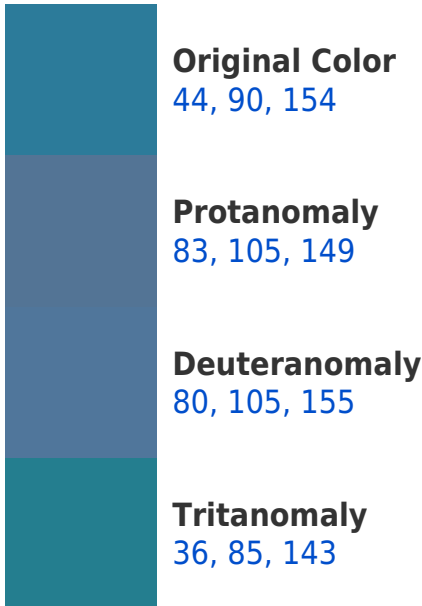 Original Color
44, 90, 154
Protanomaly
83, 105, 149
Deuteranomaly
80, 105, 155
Tritanomaly
36, 85, 143